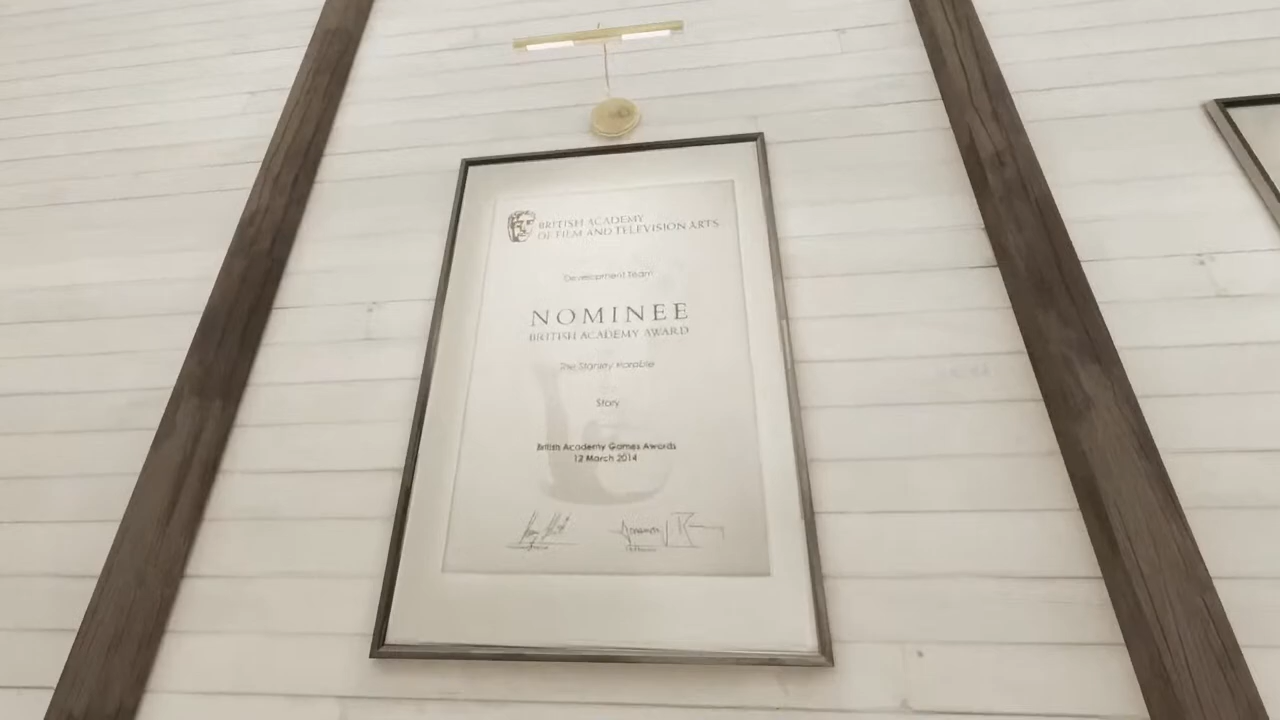 BRITISH ACADEMY
OF FILM AND TELEVISION ARTS
Development Team
NOMINEE
BRITISH ACADEMY AWARD
The Stanley Parable
Story
British Academy Games Awards
12 March 2014